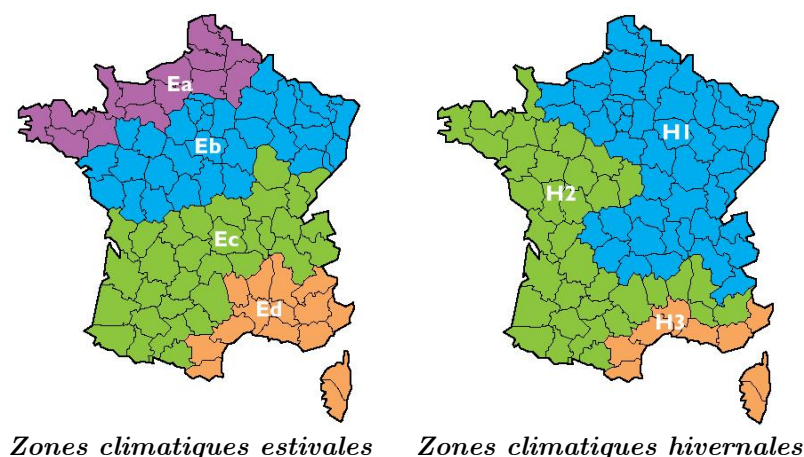 Ea
Eb
Ec
Ed
H1
H2
H3
Zones climatiques estivales
Zones climatiques hivernales